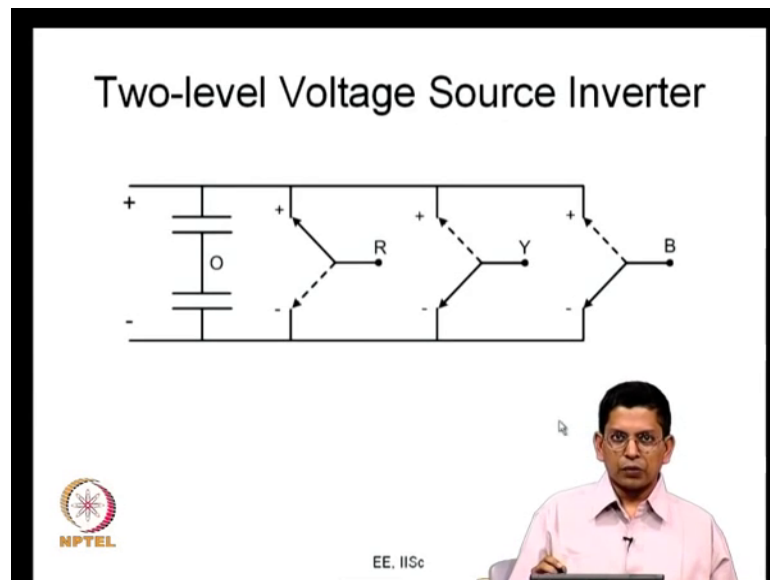 Two-level Voltage Source Inverter
+ + + +
R Y B
O
- - - -
NPTEL
EE, IISc